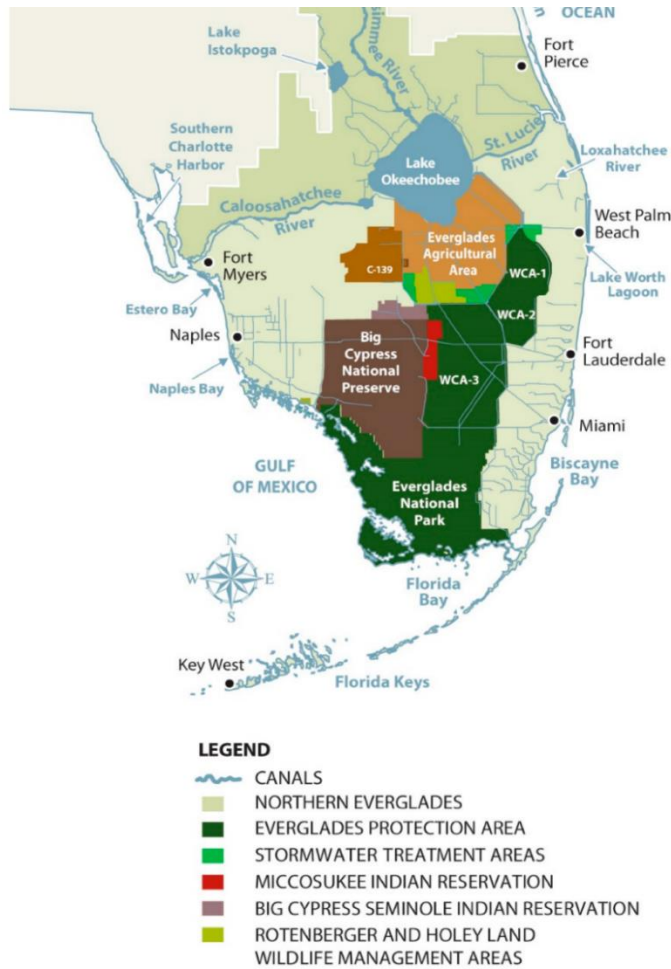 OCEAN
Lake
Istokpoga
River
Fort
Pierce
Southern
Charlotte
Harbor
St. Lucie
River
Loxahatchee
River
Lake
Okeechobee
Caloosahatchee
River
West Palm
Beach
Everglades
Agricultural
Area
Fort
Myers
C-139
WCA-1
Lake Worth
Lagoon
Estero Bay
WCA-2
Naples
Big
Cypress
National
Preserve
Fort
Lauderdale
WCA-3
Naples Bay
Miami
GULF
OF MEXICO
Biscayne
Bay
Everglades
National
Park
N
W
E
S
Florida
Bay
Key West
Florida Keys
LEGEND
CANALS
NORTHERN EVERGLADES
EVERGLADES PROTECTION AREA
STORMWATER TREATMENT AREAS
MICCOSUKEE INDIAN RESERVATION
BIG CYPRESS SEMINOLE INDIAN RESERVATION
ROTENBERGER AND HOLEY LAND
WILDLIFE MANAGEMENT AREAS